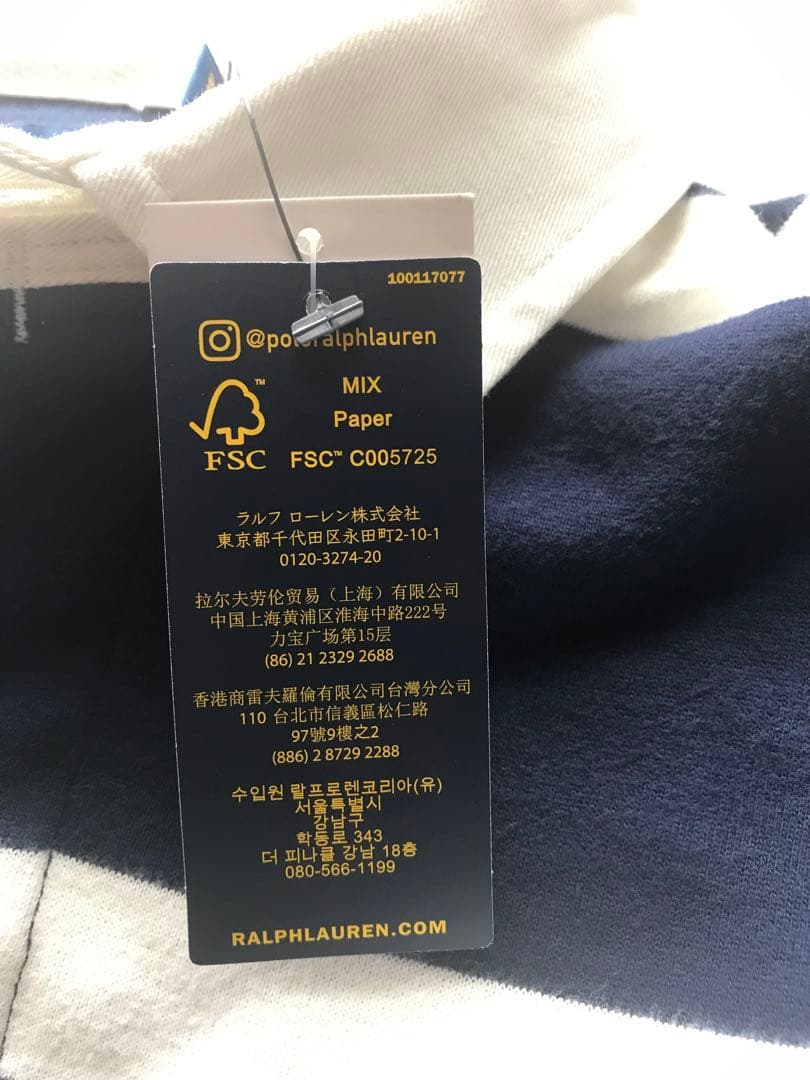 100117077
@poloralphlauren
MIX
Paper
FSC
™
FSC™ C005725
ラルフ ローレン株式会社
東京都千代田区永田町2-10-1
0120-3274-20
拉尔夫劳伦贸易（上海）有限公司
中国上海黄浦区淮海中路222号
力宝广场第15层
(86) 21 2329 2688
香港商雷夫羅倫有限公司台灣分公司
110 台北市信義區松仁路
97號9樓之2
(886) 2 8729 2288
수입원 랄프로렌코리아(유)
서울특별시
강남구
학동로 343
더 피나클 강남 18층
080-566-1199
RALPHLAUREN.COM